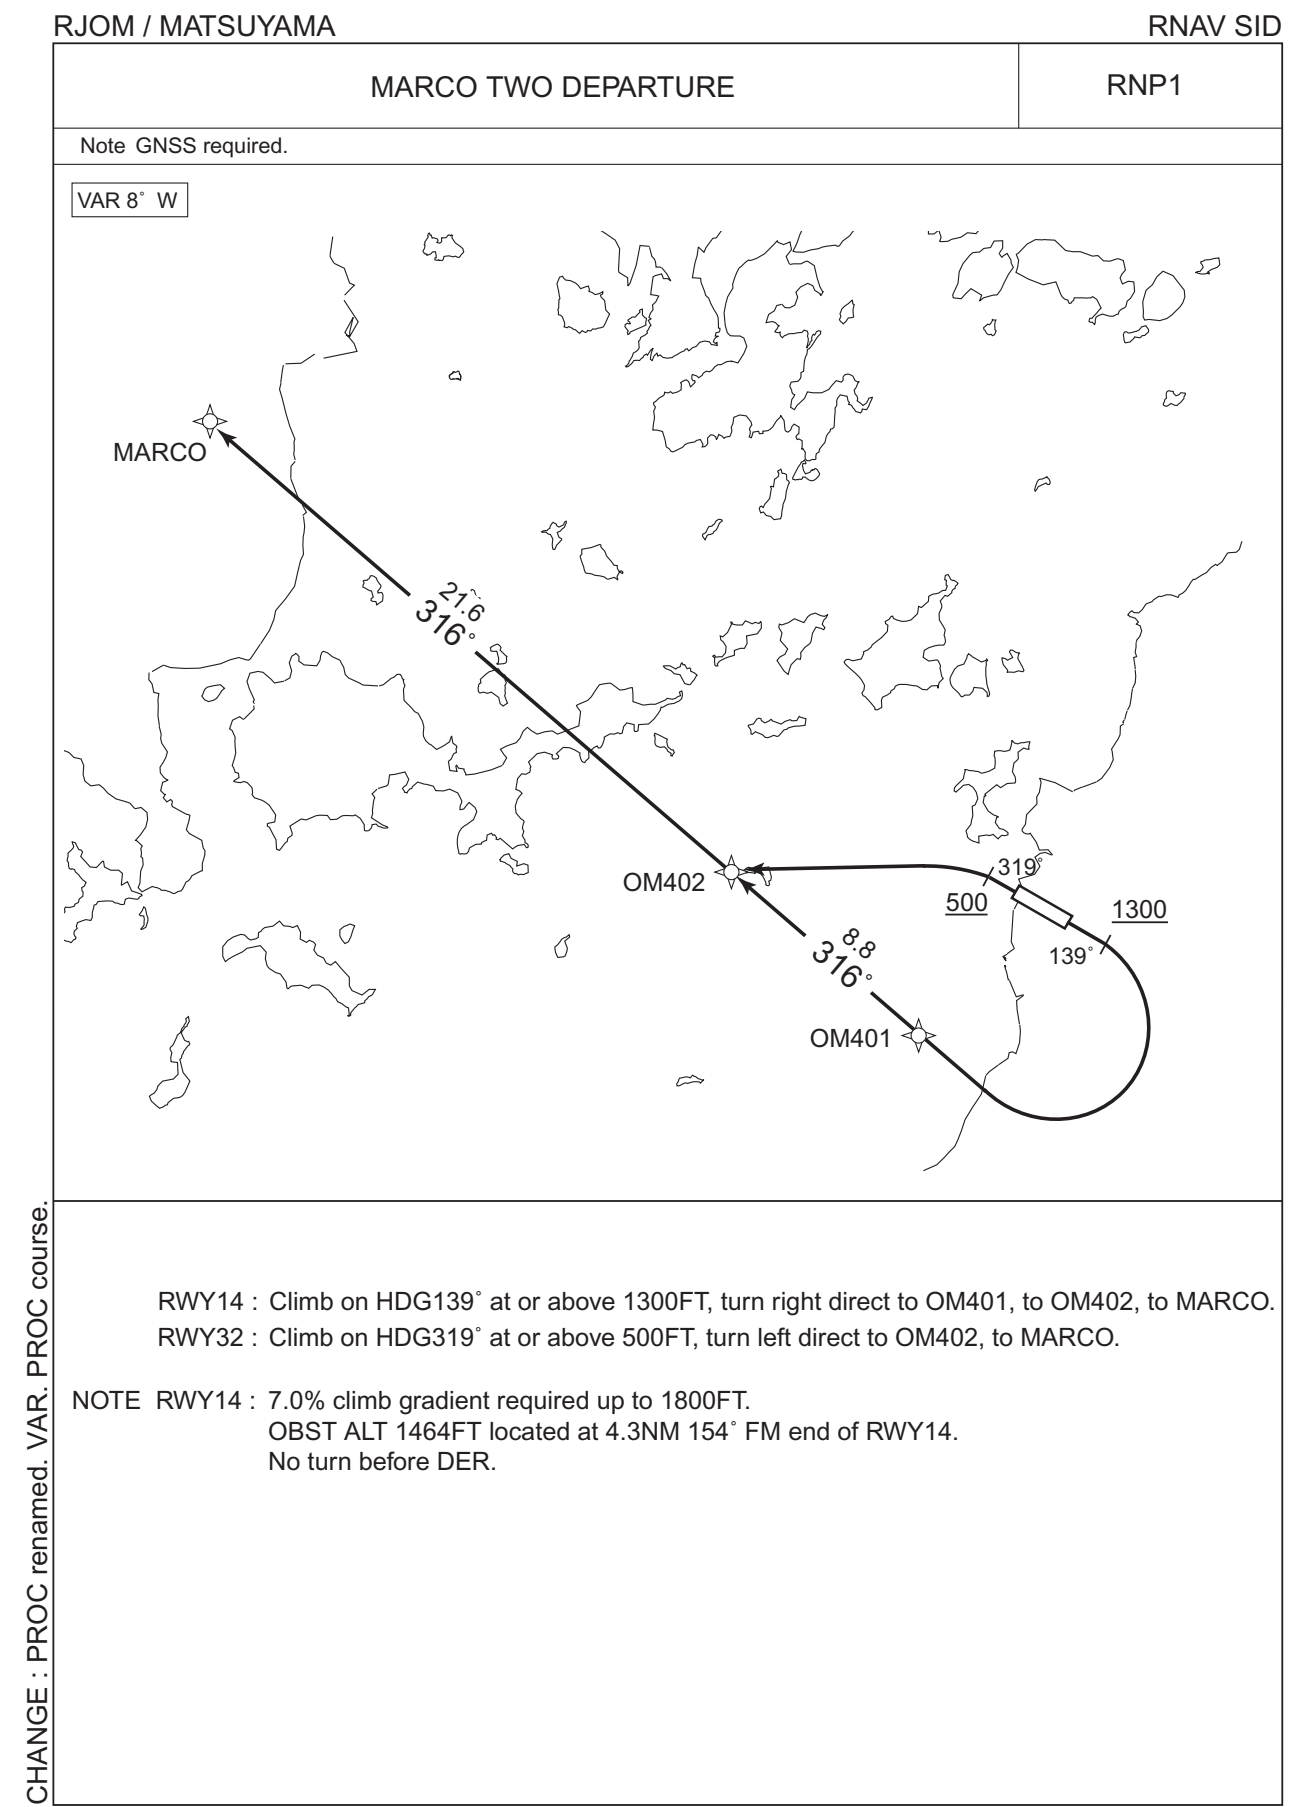 RJOM / MATSUYAMA
RNAV SID
MARCO TWO DEPARTURE
RNP1
Note GNSS required.
VAR 8° W
MARCO
21.6
316°
OM402
319°
500
1300
139°
8.8
316°
OM401
RWY14 : Climb on HDG139° at or above 1300FT, turn right direct to OM401, to OM402, to MARCO.
RWY32 : Climb on HDG319° at or above 500FT, turn left direct to OM402, to MARCO.
NOTE RWY14 : 7.0% climb gradient required up to 1800FT.
OBST ALT 1464FT located at 4.3NM 154° FM end of RWY14.
No turn before DER.
CHANGE : PROC renamed. VAR. PROC course.